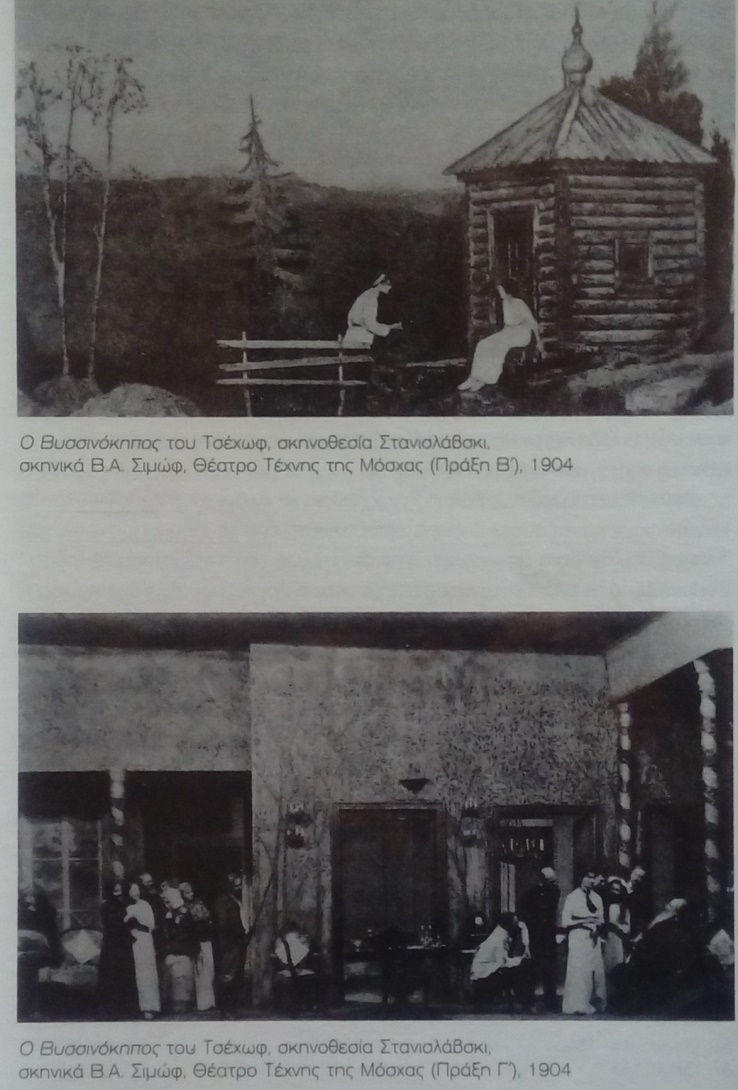 Ο Βυσσινόκηπος του Τσέχωφ, σκηνοθεσία Στανισλάβσκι,
σκηνικά Β.Α. Σιμώφ, Θέατρο Τέχνης της Μόσχας (Πράξη Β'), 1904
Ο Βυσσινόκηπος του Τσέχωφ, σκηνοθεσία Στανισλάβσκι,
σκηνικά Β.Α. Σιμώφ, Θέατρο Τέχνης της Μόσχας (Πράξη Γ'), 1904